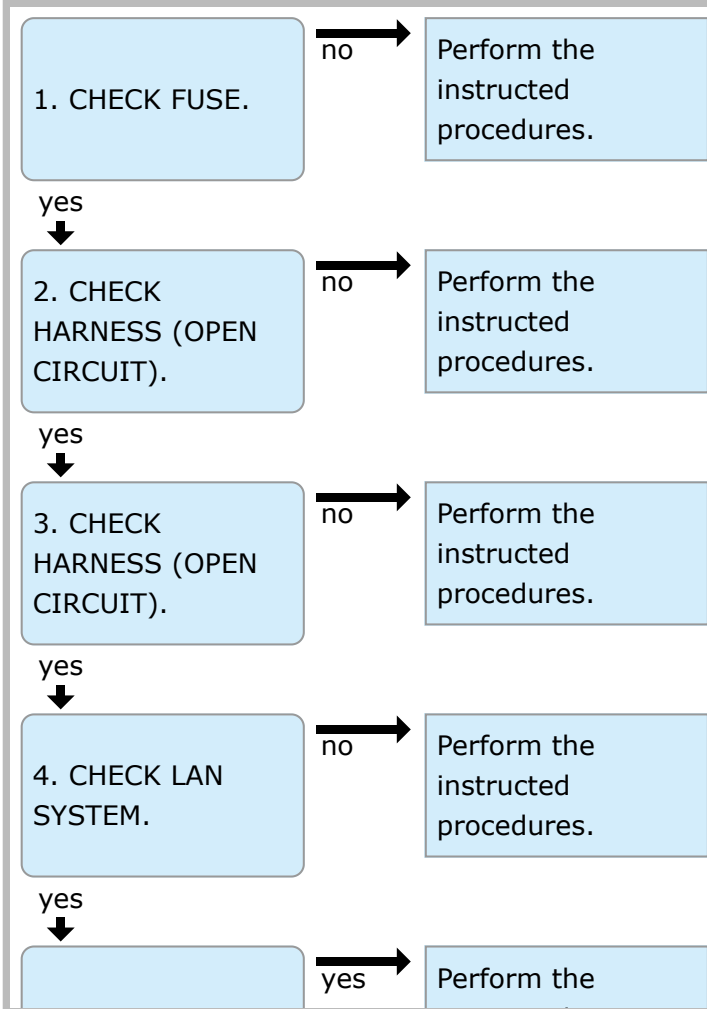 1. CHECK FUSE.
no
Perform the
instructed
procedures.
yes
2. CHECK
HARNESS (OPEN
CIRCUIT).
no
Perform the
instructed
procedures.
yes
3. CHECK
HARNESS (OPEN
CIRCUIT).
no
Perform the
instructed
procedures.
yes
4. CHECK LAN
SYSTEM.
no
Perform the
instructed
procedures.
yes
yes
Perform the